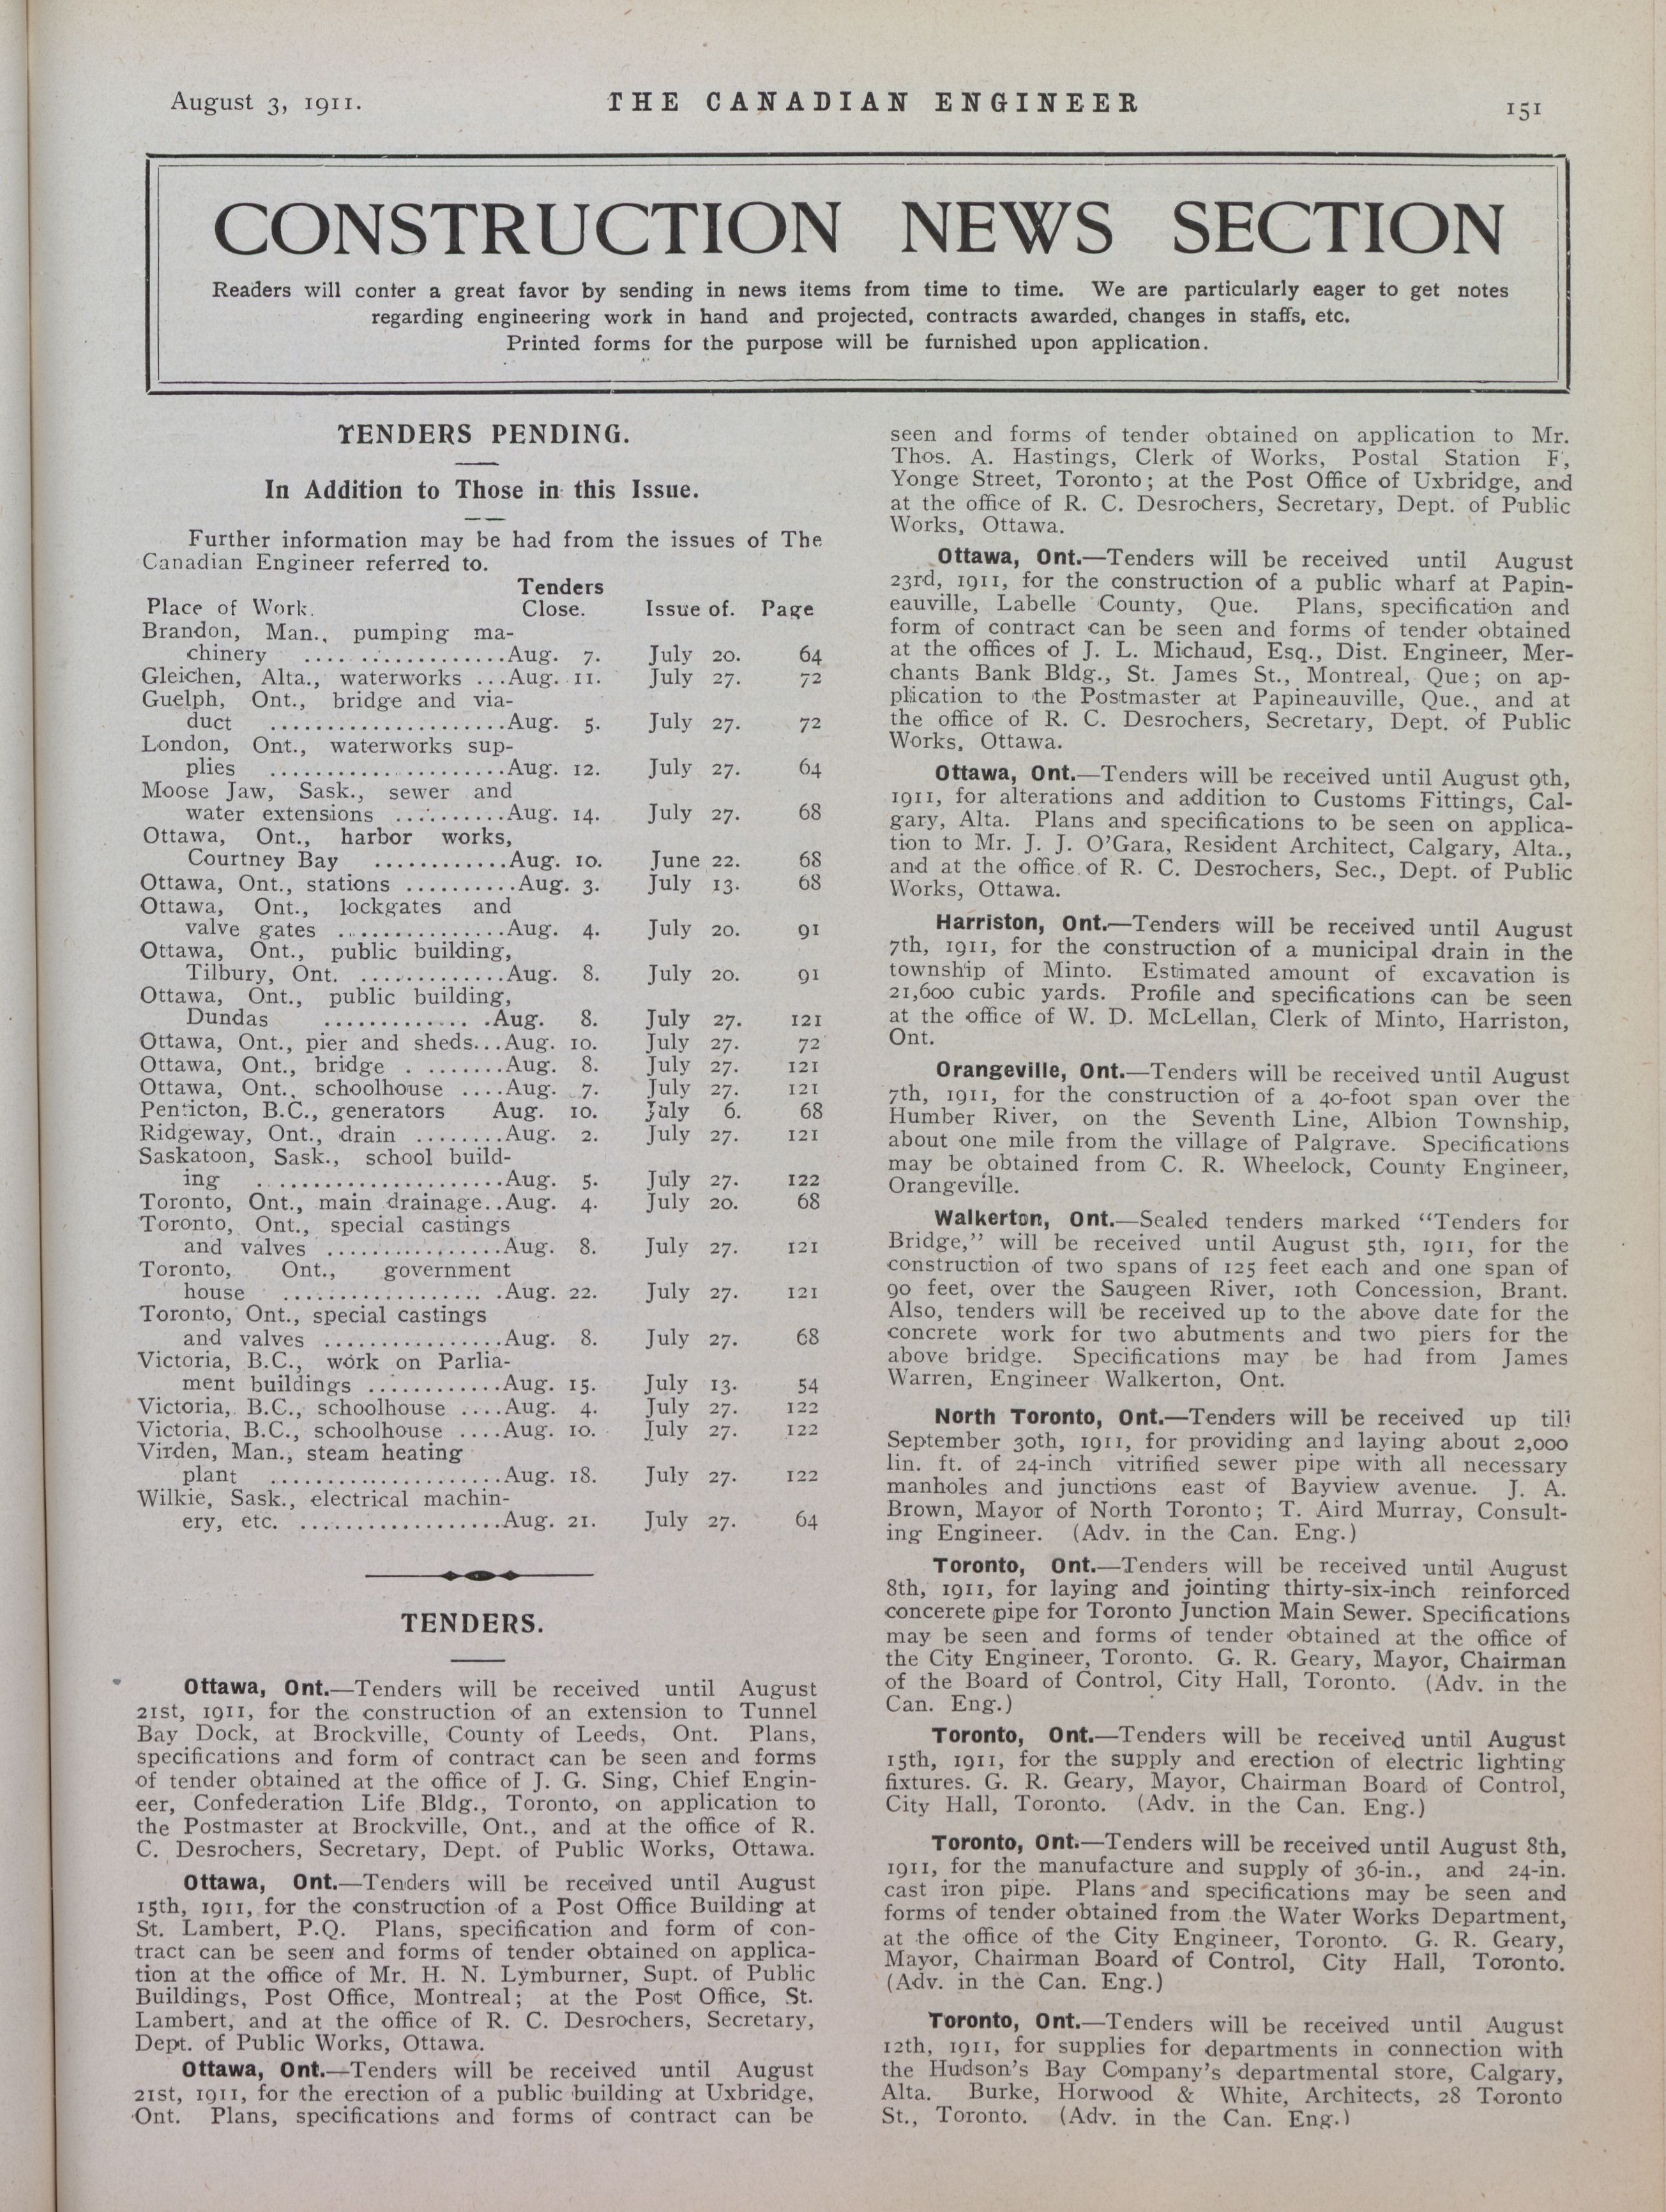 August 3, 1911.
THE CANADIAN ENGINEER
151
CONSTRUCTION NEWS SECTION
Readers will conter a great favor by sending in news items from time to time. We are particularly eager to get notes
regarding engineering work in hand and projected, contracts awarded, changes in staffs, etc.
Printed forms for the purpose will be furnished upon application.
TENDERS PENDING.
In Addition to Those in this Issue.
Further information may be had from the issues of The
Canadian Engineer referred to.
Tenders
Place of Work. Close. Issue of. Page
Brandon, Man., pumping ma-
chinery ..................Aug. 7. July 20. 64
Gleichen, Alta., waterworks ...Aug. 11. July 27. 72
Guelph, Ont., bridge and via-
duct .....................Aug. 5. July 27. 72
London, Ont., waterworks sup-
plies .....................Aug. 12. July 27. 64
Moose Jaw, Sask., sewer and
water extensions ..........Aug. 14. July 27. 68
Ottawa, Ont., harbor works,
Courtney Bay ............Aug. 10. June 22. 68
Ottawa, Ont., stations ..........Aug. 3. July 13. 68
Ottawa, Ont., lockgates and
valve gates ...............Aug. 4. July 20. 91
Ottawa, Ont., public building,
Tilbury, Ont. .............Aug. 8. July 20. 91
Ottawa, Ont., public building,
Dundas ..............Aug. 8. July 27. 121
Ottawa, Ont., pier and sheds...Aug. 10. July 27. 72
Ottawa, Ont., bridge . ........Aug. 8. July 27. 121
Ottawa, Ont., schoolhouse ....Aug. 7. July 27. 121
Penticton, B.C., generators Aug. 10. July 6. 68
Ridgeway, Ont., drain ........Aug. 2. July 27. 121
Saskatoon, Sask., school build-
ing ......................Aug. 5. July 27. 122
Toronto, Ont., main drainage..Aug. 4. July 20. 68
Toronto, Ont., special castings
and valves ................Aug. 8. July 27. 121
Toronto, Ont., government
house ...................Aug. 22. July 27. 121
Toronto, Ont., special castings
and valves ................Aug. 8. July 27. 68
Victoria, B.C., work on Parlia-
ment buildings ............Aug. 15. July 13. 54
Victoria, B.C., schoolhouse ....Aug. 4. July 27. 122
Victoria, B.C., schoolhouse ....Aug. 10. July 27. 122
Virden, Man., steam heating
plant .....................Aug. 18. July 27. 122
Wilkie, Sask., electrical machin-
ery, etc. ..................Aug. 21. July 27. 64
TENDERS.
Ottawa, Ont.—Tenders will be received until August
21st, 1911, for the construction of an extension to Tunnel
Bay Dock, at Brockville, County of Leeds, Ont. Plans,
specifications and form of contract can be seen and forms
of tender obtained at the office of J. G. Sing, Chief Engin-
eer, Confederation Life Bldg., Toronto, on application to
the Postmaster at Brockville, Ont., and at the office of R.
C. Desrochers, Secretary, Dept. of Public Works, Ottawa.
Ottawa, Ont.—Tenders will be received until August
15th, 1911, for the construction of a Post Office Building at
St. Lambert, P.Q. Plans, specification and form of con-
tract can be seen and forms of tender obtained on applica-
tion at the office of Mr. H. N. Lymburner, Supt. of Public
Buildings, Post Office, Montreal; at the Post Office, St.
Lambert, and at the office of R. C. Desrochers, Secretary,
Dept. of Public Works, Ottawa.
Ottawa, Ont.—Tenders will be received until August
21st, 1911, for the erection of a public building at Uxbridge,
Ont. Plans, specifications and forms of contract can be
seen and forms of tender obtained on application to Mr.
Thos. A. Hastings, Clerk of Works, Postal Station F,
Yonge Street, Toronto; at the Post Office of Uxbridge, and
at the office of R. C. Desrochers, Secretary, Dept. of Public
Works, Ottawa.
Ottawa, Ont.—Tenders will be received until August
23rd, 1911, for the construction of a public wharf at Papin-
eauville, Labelle County, Que. Plans, specification and
form of contract can be seen and forms of tender obtained
at the offices of J. L. Michaud, Esq., Dist. Engineer, Mer-
chants Bank Bldg., St. James St., Montreal, Que; on ap-
plication to the Postmaster at Papineauville, Que., and at
the office of R. C. Desrochers, Secretary, Dept. of Public
Works, Ottawa.
Ottawa, Ont.—Tenders will be received until August 9th,
1911, for alterations and addition to Customs Fittings, Cal-
gary, Alta. Plans and specifications to be seen on applica-
tion to Mr. J. J. O'Gara, Resident Architect, Calgary, Alta.,
and at the office of R. C. Desrochers, Sec., Dept. of Public
Works, Ottawa.
Harriston, Ont.—Tenders will be received until August
7th, 1911, for the construction of a municipal drain in the
township of Minto. Estimated amount of excavation is
21,600 cubic yards. Profile and specifications can be seen
at the office of W. D. McLellan, Clerk of Minto, Harriston,
Ont.
Orangeville, Ont.—Tenders will be received until August
7th, 1911, for the construction of a 40-foot span over the
Humber River, on the Seventh Line, Albion Township,
about one mile from the village of Palgrave. Specifications
may be obtained from C. R. Wheelock, County Engineer,
Orangeville.
Walkerton, Ont.—Sealed tenders marked "Tenders for
Bridge," will be received until August 5th, 1911, for the
construction of two spans of 125 feet each and one span of
90 feet, over the Saugeen River, 10th Concession, Brant.
Also, tenders will be received up to the above date for the
concrete work for two abutments and two piers for the
above bridge. Specifications may be had from James
Warren, Engineer Walkerton, Ont.
North Toronto, Ont.—Tenders will be received up till
September 30th, 1911, for providing and laying about 2,000
lin. ft. of 24-inch vitrified sewer pipe with all necessary
manholes and junctions east of Bayview avenue. J. A.
Brown, Mayor of North Toronto; T. Aird Murray, Consult-
ing Engineer. (Adv. in the Can. Eng.)
Toronto, Ont.—Tenders will be received until August
8th, 1911, for laying and jointing thirty-six-inch reinforced
concerete pipe for Toronto Junction Main Sewer. Specifications
may be seen and forms of tender obtained at the office of
the City Engineer, Toronto. G. R. Geary, Mayor, Chairman
of the Board of Control, City Hall, Toronto. (Adv. in the
Can. Eng.)
Toronto, Ont.—Tenders will be received until August
15th, 1911, for the supply and erection of electric lighting
fixtures. G. R. Geary, Mayor, Chairman Board of Control,
City Hall, Toronto. (Adv. in the Can. Eng.)
Toronto, Ont.—Tenders will be received until August 8th,
1911, for the manufacture and supply of 36-in., and 24-in.
cast iron pipe. Plans and specifications may be seen and
forms of tender obtained from the Water Works Department,
at the office of the City Engineer, Toronto. G. R. Geary,
Mayor, Chairman Board of Control, City Hall, Toronto.
(Adv. in the Can. Eng.)
Toronto, Ont.—Tenders will be received until August
12th, 1911, for supplies for departments in connection with
the Hudson's Bay Company's departmental store, Calgary,
Alta. Burke, Horwood & White, Architects, 28 Toronto
St., Toronto. (Adv. in the Can. Eng.)